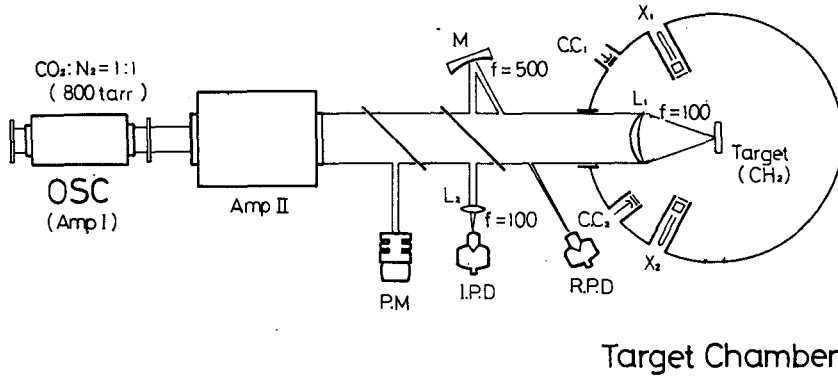 CO₂:N₂=1:1
(800 tarr)
OSC
(Amp I)
Amp II
M
f=500
C.C₁
X₁
L₁
f=100
Target
(CH₂)
L₂
f=100
C.C₂
X₂
P.M
I.P.D
R.P.D
Target Chamber